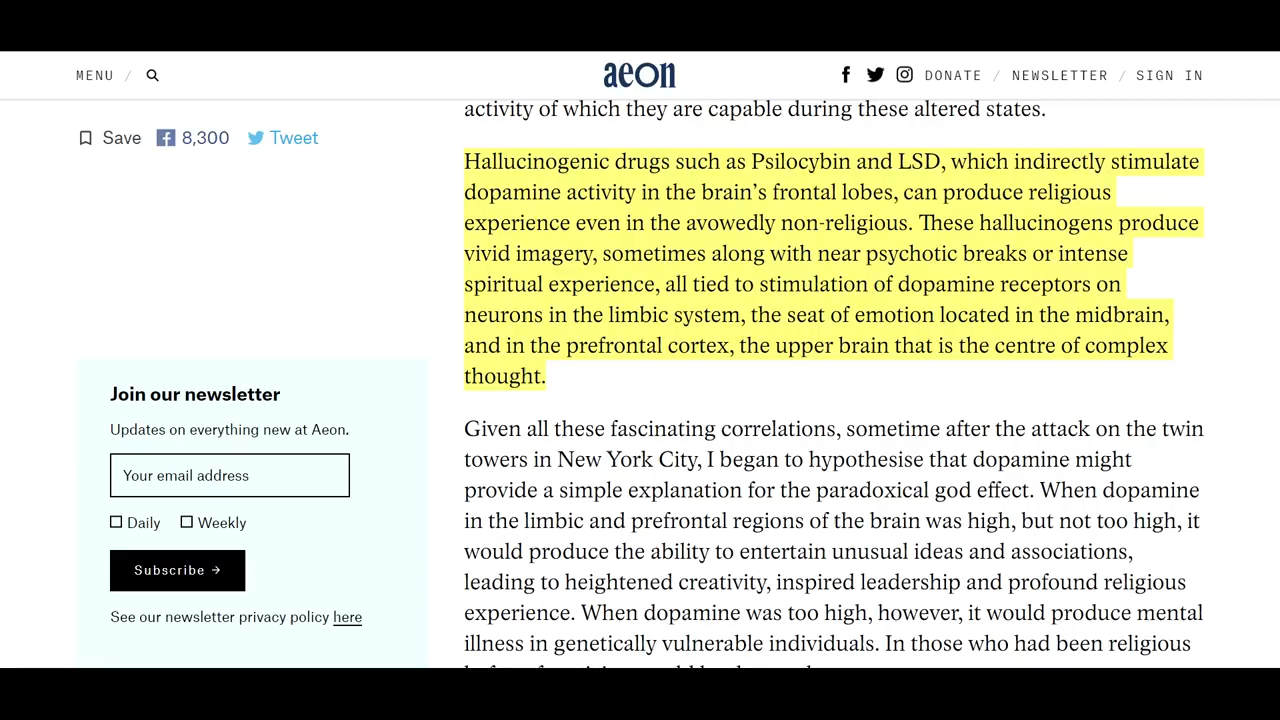 MENU / aeon DONATE / NEWSLETTER / SIGN IN
Save 8,300 Tweet
Join our newsletter
Updates on everything new at Aeon.
Your email address
Daily Weekly
Subscribe →
See our newsletter privacy policy here
activity of which they are capable during these altered states.
Hallucinogenic drugs such as Psilocybin and LSD, which indirectly stimulate
dopamine activity in the brain’s frontal lobes, can produce religious
experience even in the avowedly non-religious. These hallucinogens produce
vivid imagery, sometimes along with near psychotic breaks or intense
spiritual experience, all tied to stimulation of dopamine receptors on
neurons in the limbic system, the seat of emotion located in the midbrain,
and in the prefrontal cortex, the upper brain that is the centre of complex
thought.
Given all these fascinating correlations, sometime after the attack on the twin
towers in New York City, I began to hypothesise that dopamine might
provide a simple explanation for the paradoxical god effect. When dopamine
in the limbic and prefrontal regions of the brain was high, but not too high, it
would produce the ability to entertain unusual ideas and associations,
leading to heightened creativity, inspired leadership and profound religious
experience. When dopamine was too high, however, it would produce mental
illness in genetically vulnerable individuals. In those who had been religious